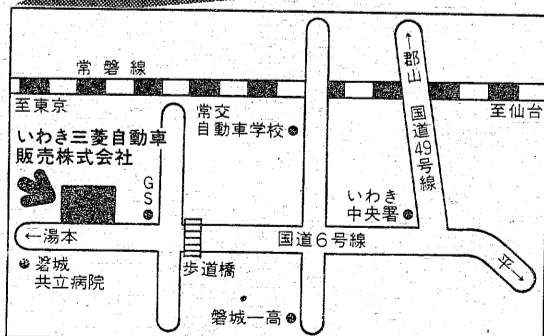 常磐線
至東京
至仙台
←郡山
国道49号線
常交
自動車学校
いわき三菱自動車
販売株式会社
GS
いわき
中央署
←湯本
国道6号線
平→
磐城
共立病院
歩道橋
磐城一高